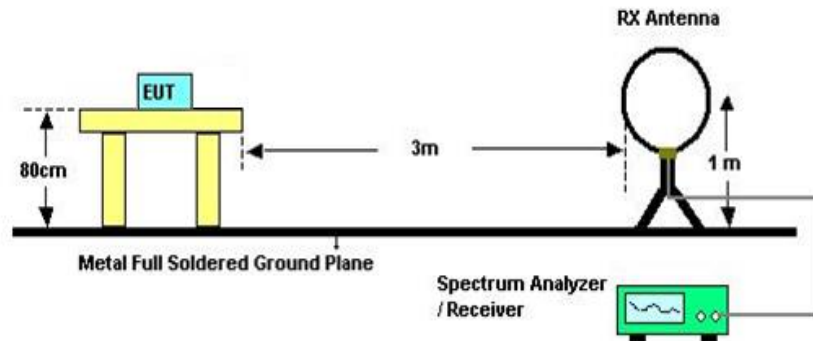 RX Antenna
EUT
80cm
3m
1 m
Metal Full Soldered Ground Plane
Spectrum Analyzer
/ Receiver